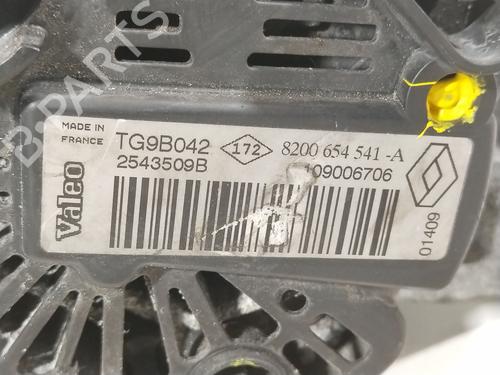 B-PARTS
MADE IN
FRANCE
Valeo
TG9B042
172
8200 654 541 -A
2543509B
109006706
01409